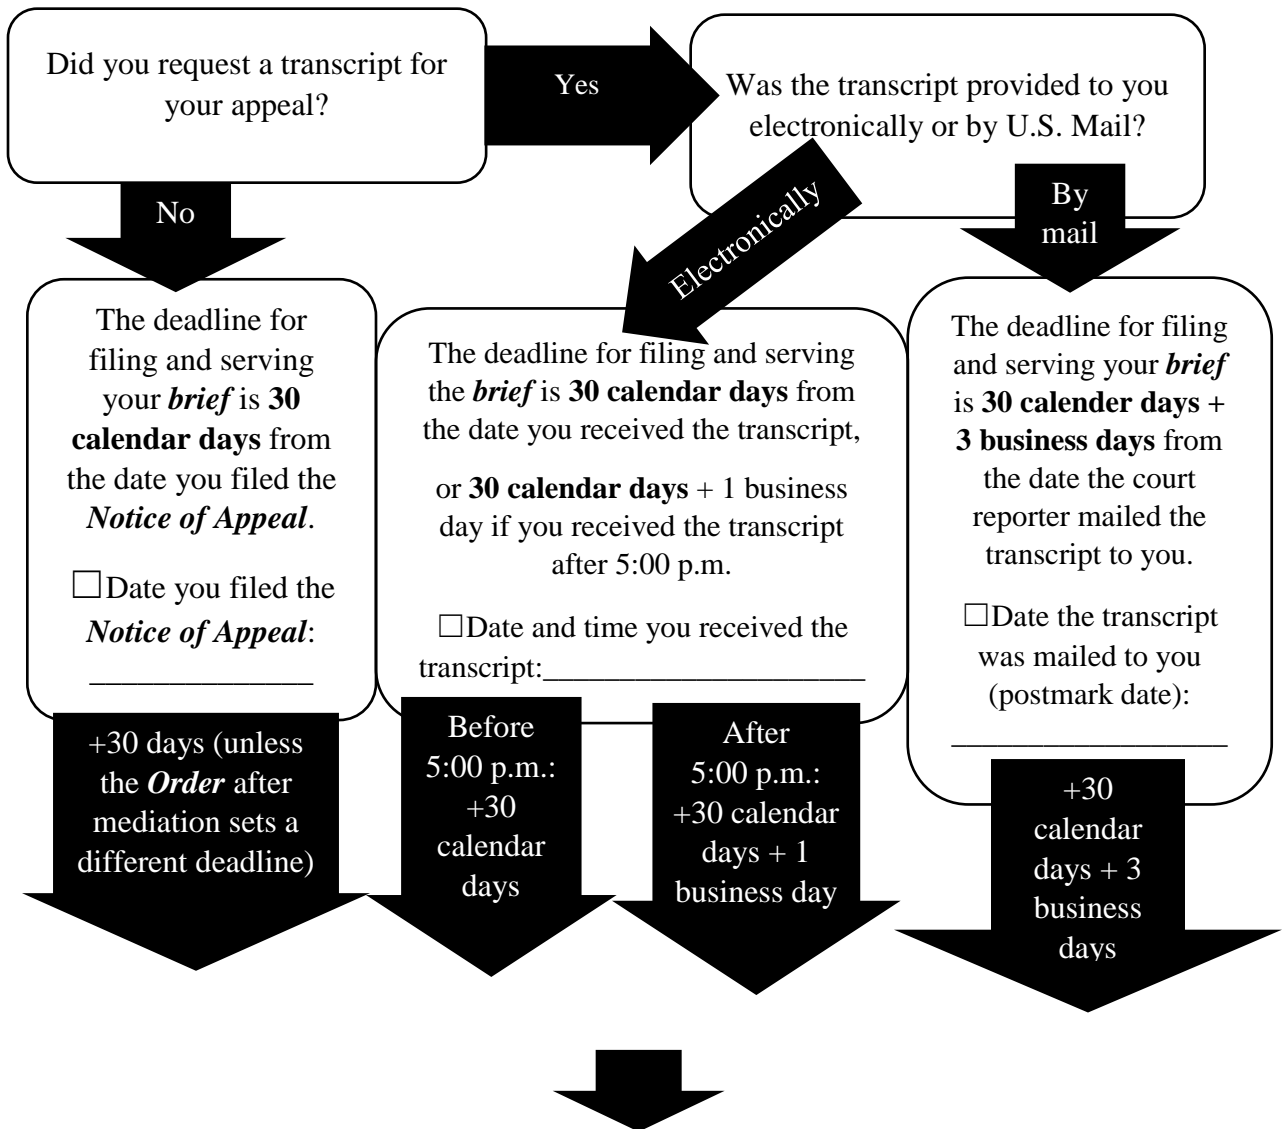 Did you request a transcript for
your appeal?
Yes
Was the transcript provided to you
electronically or by U.S. Mail?
No
Electronically
By
mail
The deadline for
filing and serving
your brief is 30
calendar days from
the date you filed the
Notice of Appeal.
☐Date you filed the
Notice of Appeal:
______________
+30 days (unless
the Order after
mediation sets a
different deadline)
The deadline for filing and serving
the brief is 30 calendar days from
the date you received the transcript,
or 30 calendar days + 1 business
day if you received the transcript
after 5:00 p.m.
☐Date and time you received the
transcript:_____________________
Before
5:00 p.m.:
+30
calendar
days
After
5:00 p.m.:
+30 calendar
days + 1
business day
The deadline for filing
and serving your brief
is 30 calender days +
3 business days from
the date the court
reporter mailed the
transcript to you.
☐Date the transcript
was mailed to you
(postmark date):
__________________
+30
calendar
days + 3
business
days